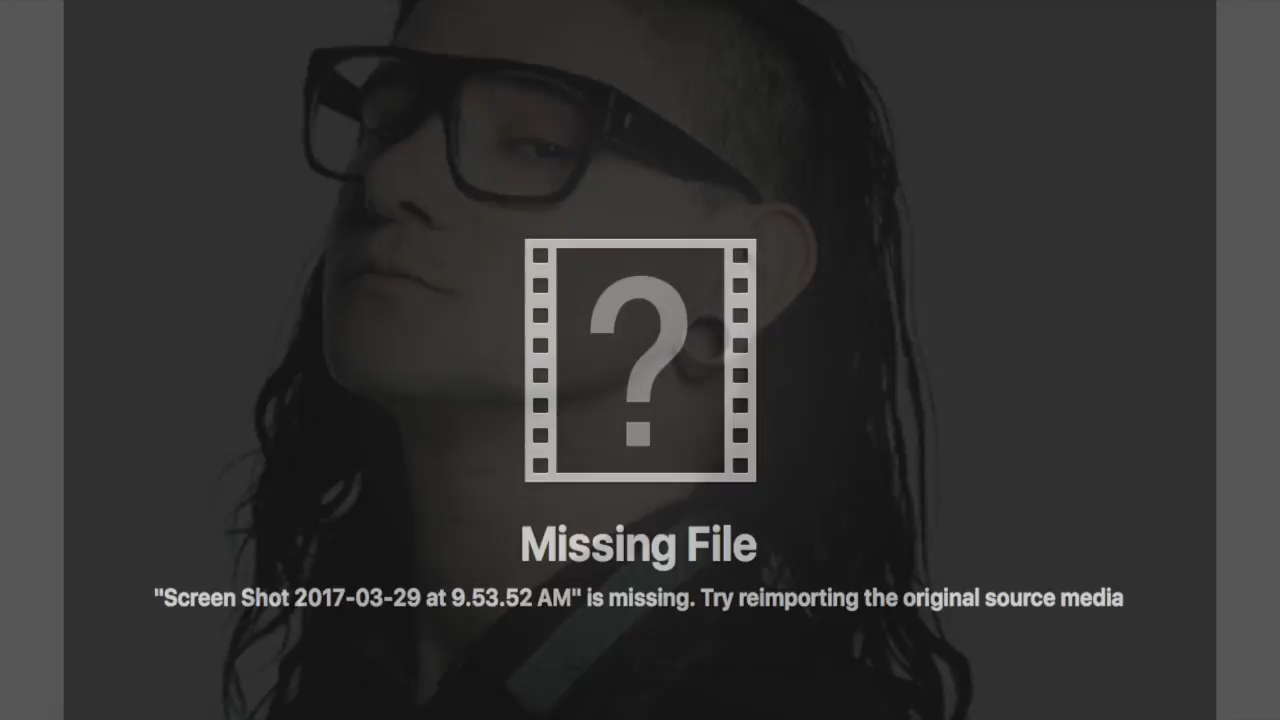 ?
Missing File
"Screen Shot 2017-03-29 at 9.53.52 AM" is missing. Try reimporting the original source media